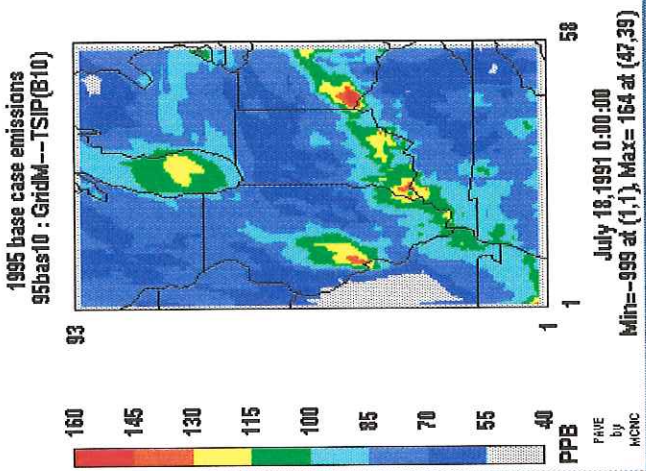 1995 base case emissions
95bas10 : GridM---TSIP(B10)
160
145
130
115
100
85
70
55
40
PPB
PAVE
by
MCNC
93
1
1
58
July 18,1991 0:00:00
Min=-999 at (1,1), Max= 164 at (47,39)